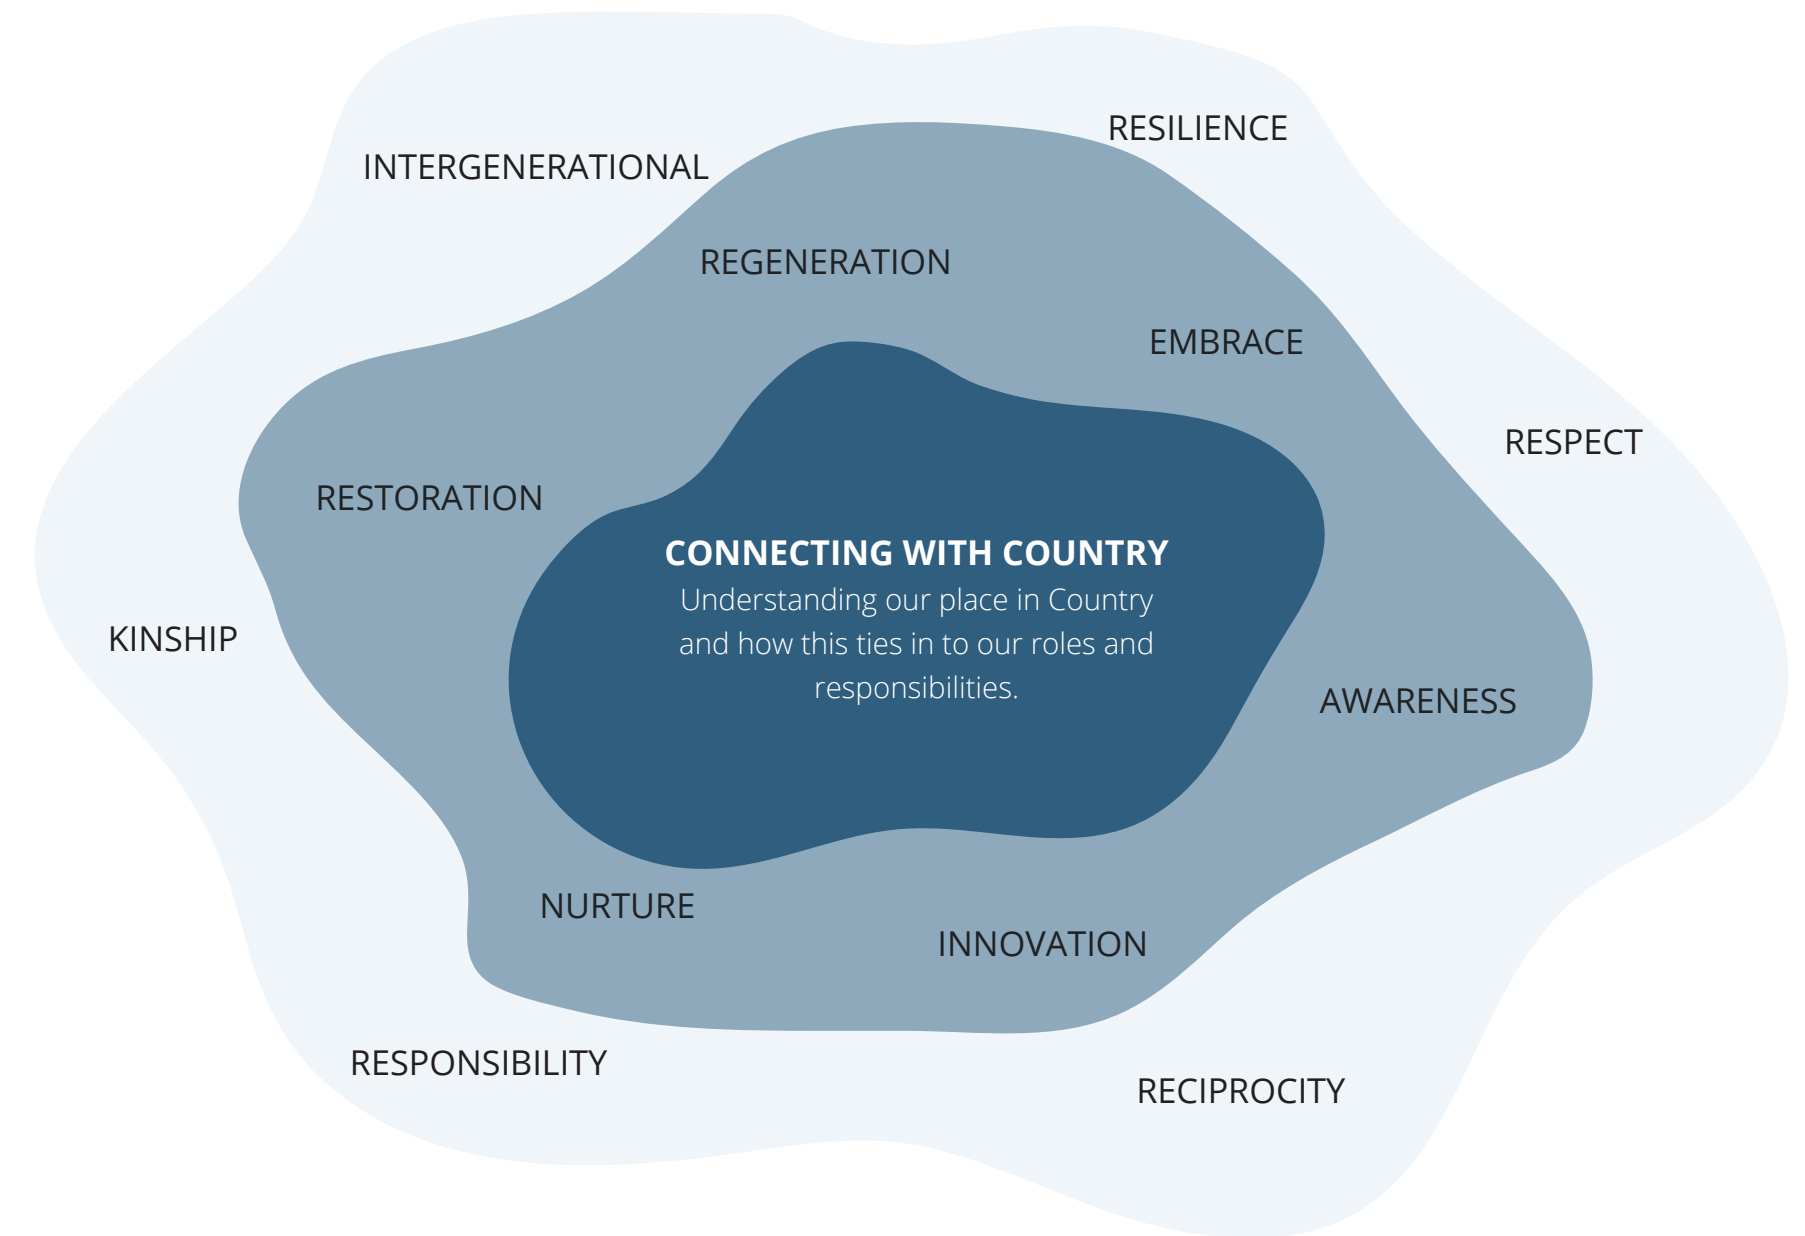 RESILIENCE
INTERGENERATIONAL
REGENERATION
EMBRACE
RESPECT
RESTORATION
CONNECTING WITH COUNTRY
Understanding our place in Country
and how this ties in to our roles and
responsibilities.
KINSHIP
AWARENESS
NURTURE
INNOVATION
RESPONSIBILITY
RECIPROCITY